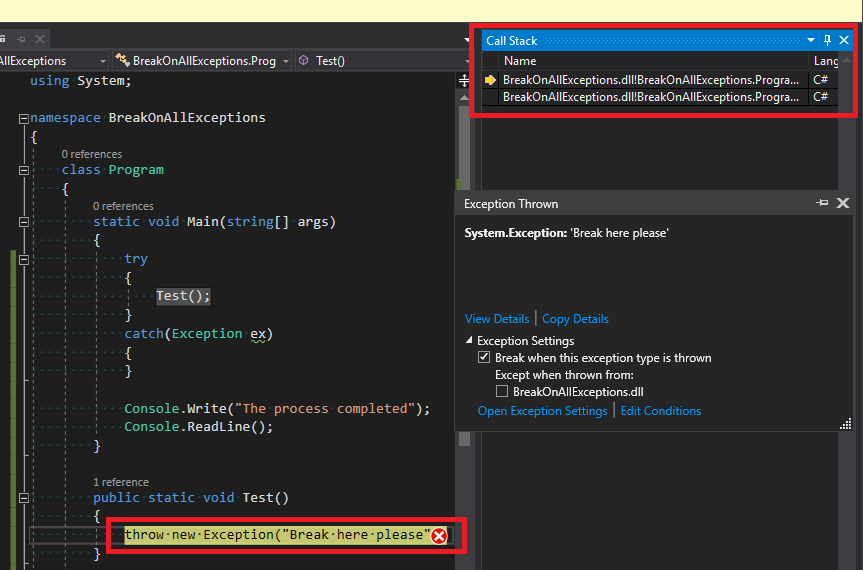 Call Stack
AllExceptions BreakOnAllExceptions.Prog Test()
Name Lang
BreakOnAllExceptions.dll!BreakOnAllExceptions.Progra... C#
BreakOnAllExceptions.dll!BreakOnAllExceptions.Progra... C#
using System;
namespace BreakOnAllExceptions
{
0 references
class Program
{
0 references
static void Main(string[] args)
{
try
{
Test();
}
catch(Exception ex)
{
}
Console.Write("The process completed");
Console.ReadLine();
}
1 reference
public static void Test()
{
throw new Exception("Break here please"
}
Exception Thrown
System.Exception: 'Break here please'
View Details | Copy Details
Exception Settings
Break when this exception type is thrown
Except when thrown from:
BreakOnAllExceptions.dll
Open Exception Settings | Edit Conditions